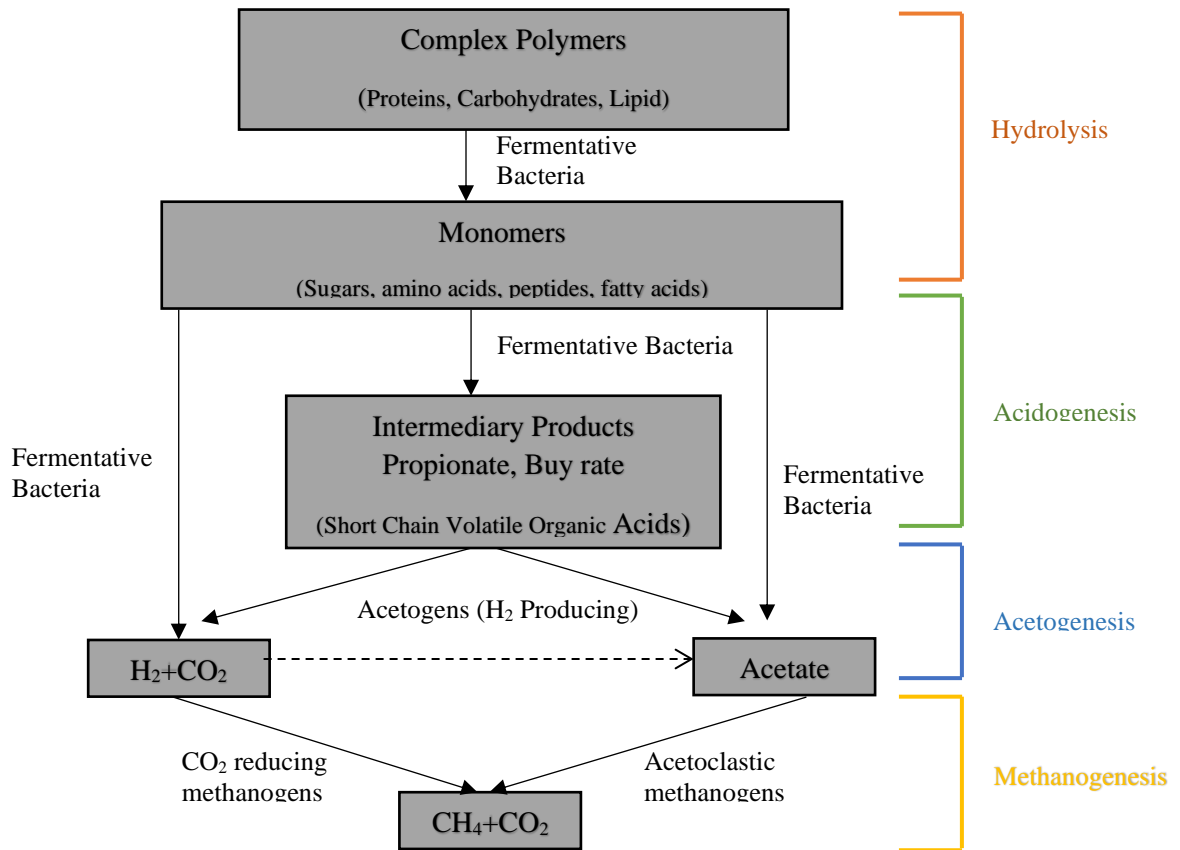 Complex Polymers
(Proteins, Carbohydrates, Lipid)
Hydrolysis
Fermentative
Bacteria
Monomers
(Sugars, amino acids, peptides, fatty acids)
Fermentative Bacteria
Acidogenesis
Intermediary Products
Propionate, Buy rate
(Short Chain Volatile Organic Acids)
Fermentative
Bacteria
Fermentative
Bacteria
Acetogens (H₂ Producing)
Acetogenesis
H₂+CO₂
Acetate
CO₂ reducing
methanogens
Acetoclastic
methanogens
Methanogenesis
CH₄+CO₂